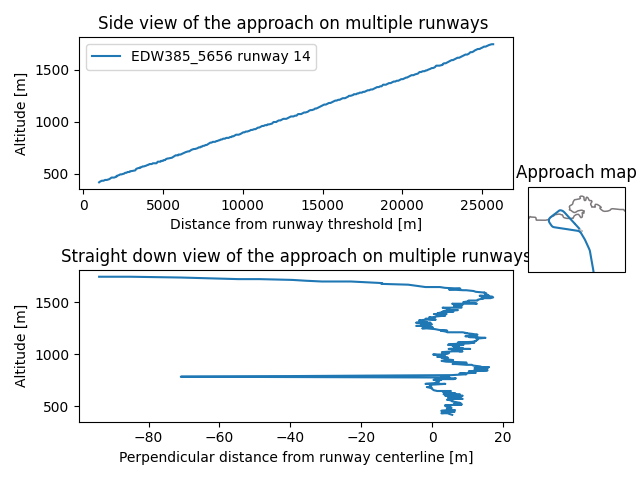 Side view of the approach on multiple runways
Altitude [m]
1500
1000
500
EDW385_5656 runway 14
0 5000 10000 15000 20000 25000
Distance from runway threshold [m]
Approach map
Straight down view of the approach on multiple runways
Altitude [m]
1500
1000
500
−80 −60 −40 −20 0 20
Perpendicular distance from runway centerline [m]